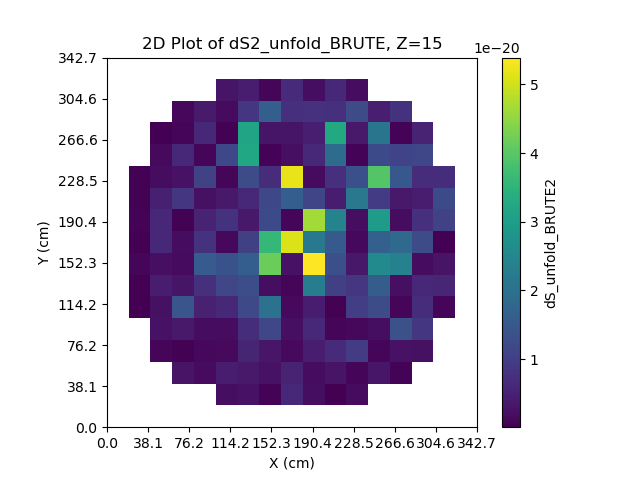 2D Plot of dS2_unfold_BRUTE, Z=15
1e−20
342.7
304.6
266.6
228.5
190.4
152.3
114.2
76.2
38.1
0.0
Y (cm)
0.0 38.1 76.2 114.2 152.3 190.4 228.5 266.6 304.6 342.7
X (cm)
5
4
3
2
1
dS_unfold_BRUTE2